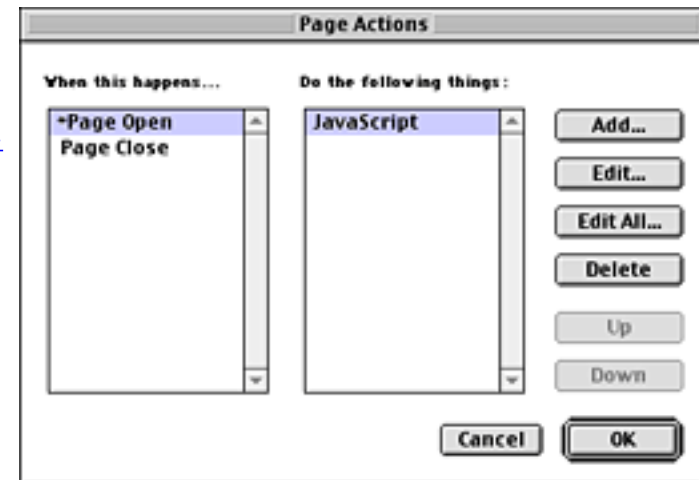 Page Actions
When this happens...
Do the following things:
-Page Open
Page Close
JavaScript
Add...
Edit...
Edit All...
Delete
Up
Down
Cancel
OK